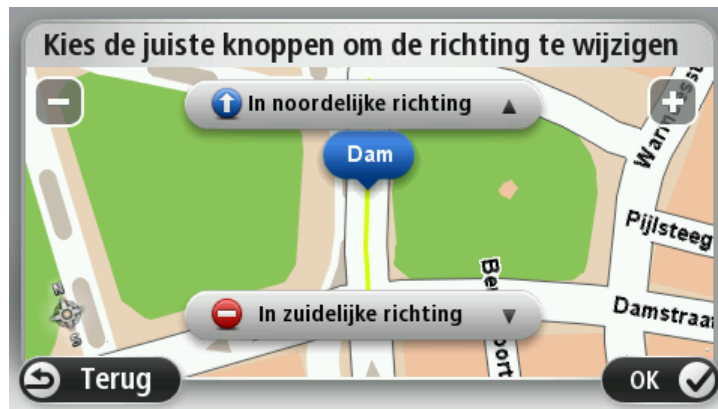 Kies de juiste knoppen om de richting te wijzigen
In noordelijke richting
Dam
Pijlsteeg
N
S
In zuidelijke richting
Terug
OK